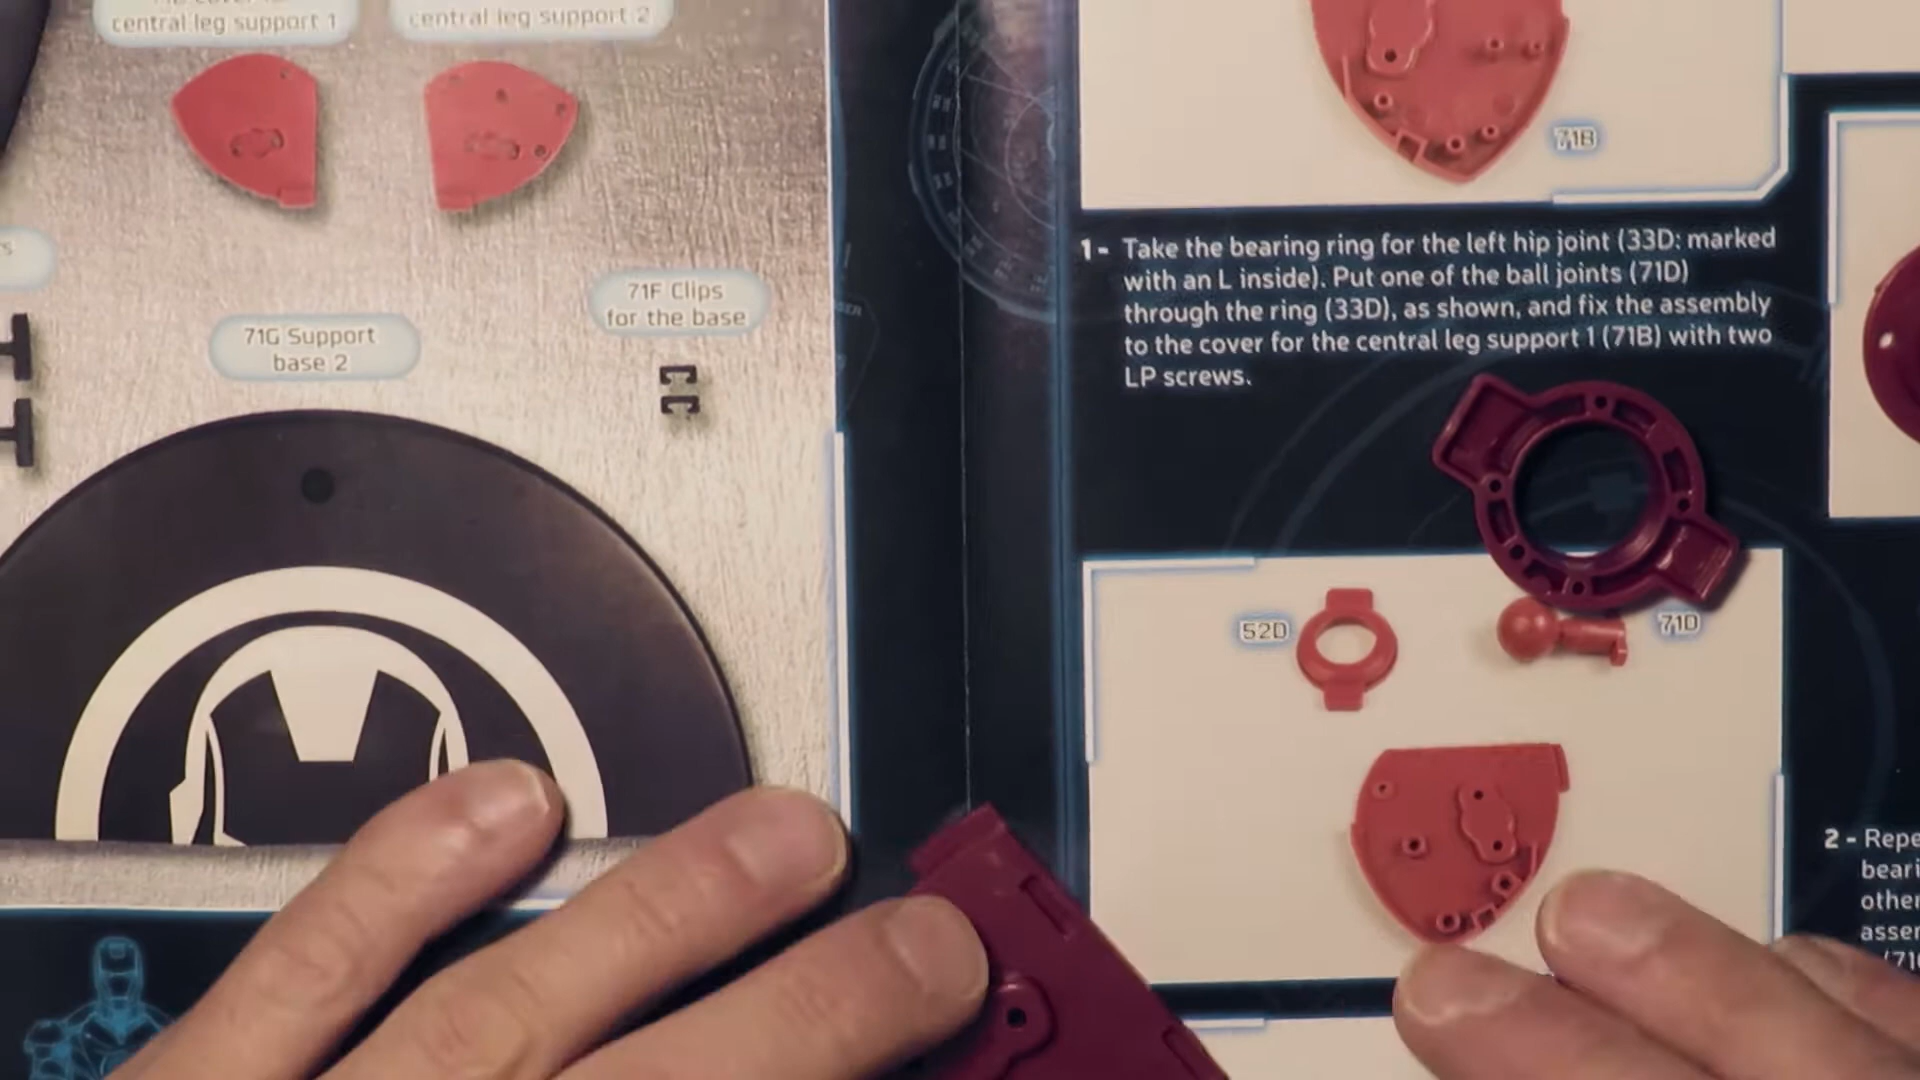 central leg support 1
central leg support 2
s
71G Support
base 2
71F Clips
for the base
71B
1- Take the bearing ring for the left hip joint (33D: marked
with an L inside). Put one of the ball joints (71D)
through the ring (33D), as shown, and fix the assembly
to the cover for the central leg support 1 (71B) with two
LP screws.
52D
71D
2 - Repe
beari
other
asser
(71